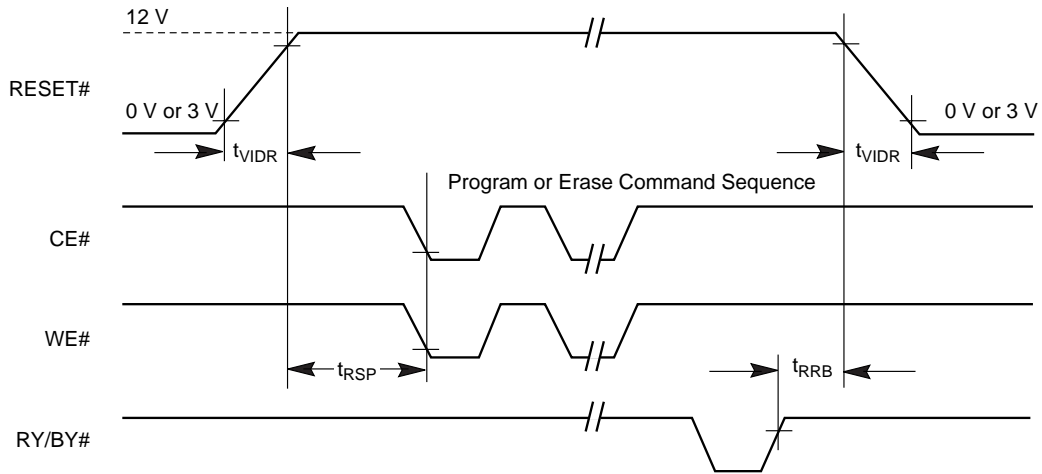 12 V
RESET#
0 V or 3 V
0 V or 3 V
tVIDR
tVIDR
Program or Erase Command Sequence
CE#
WE#
tRSP
tRRB
RY/BY#